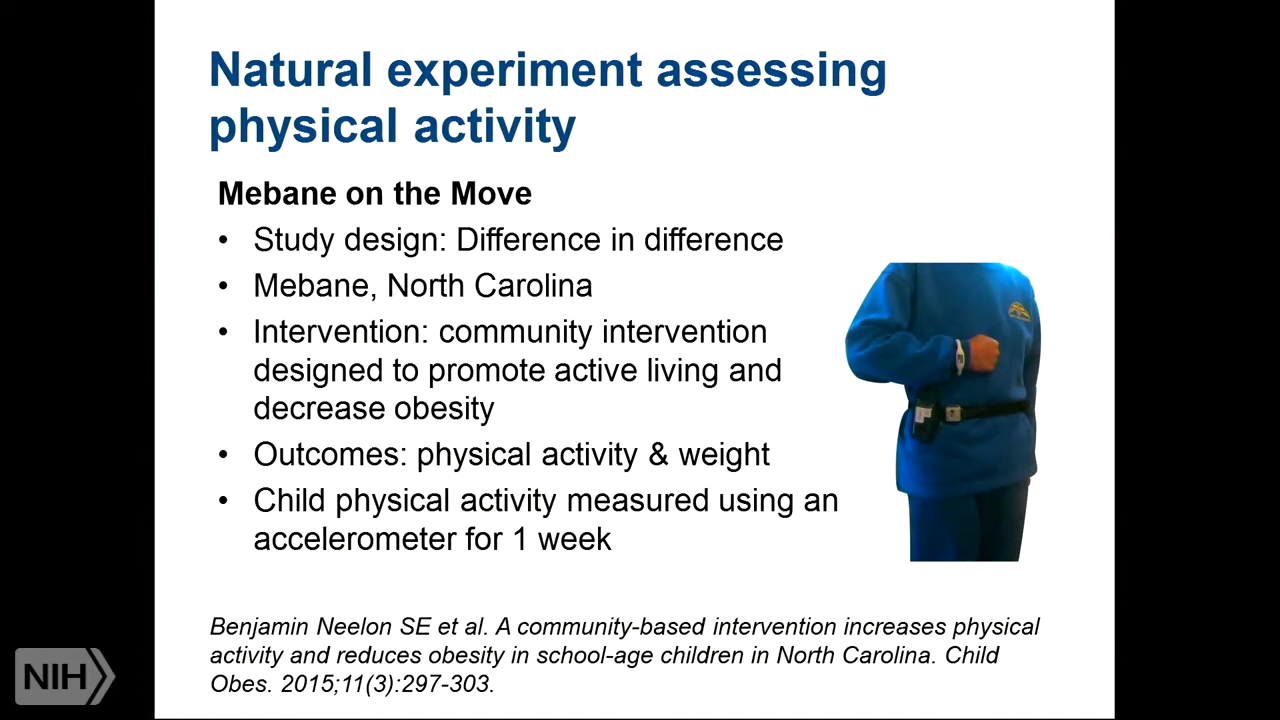 Natural experiment assessing
physical activity
Mebane on the Move
• Study design: Difference in difference
• Mebane, North Carolina
• Intervention: community intervention
designed to promote active living and
decrease obesity
• Outcomes: physical activity & weight
• Child physical activity measured using an
accelerometer for 1 week
Benjamin Neelon SE et al. A community-based intervention increases physical
activity and reduces obesity in school-age children in North Carolina. Child
Obes. 2015;11(3):297-303.
NIH